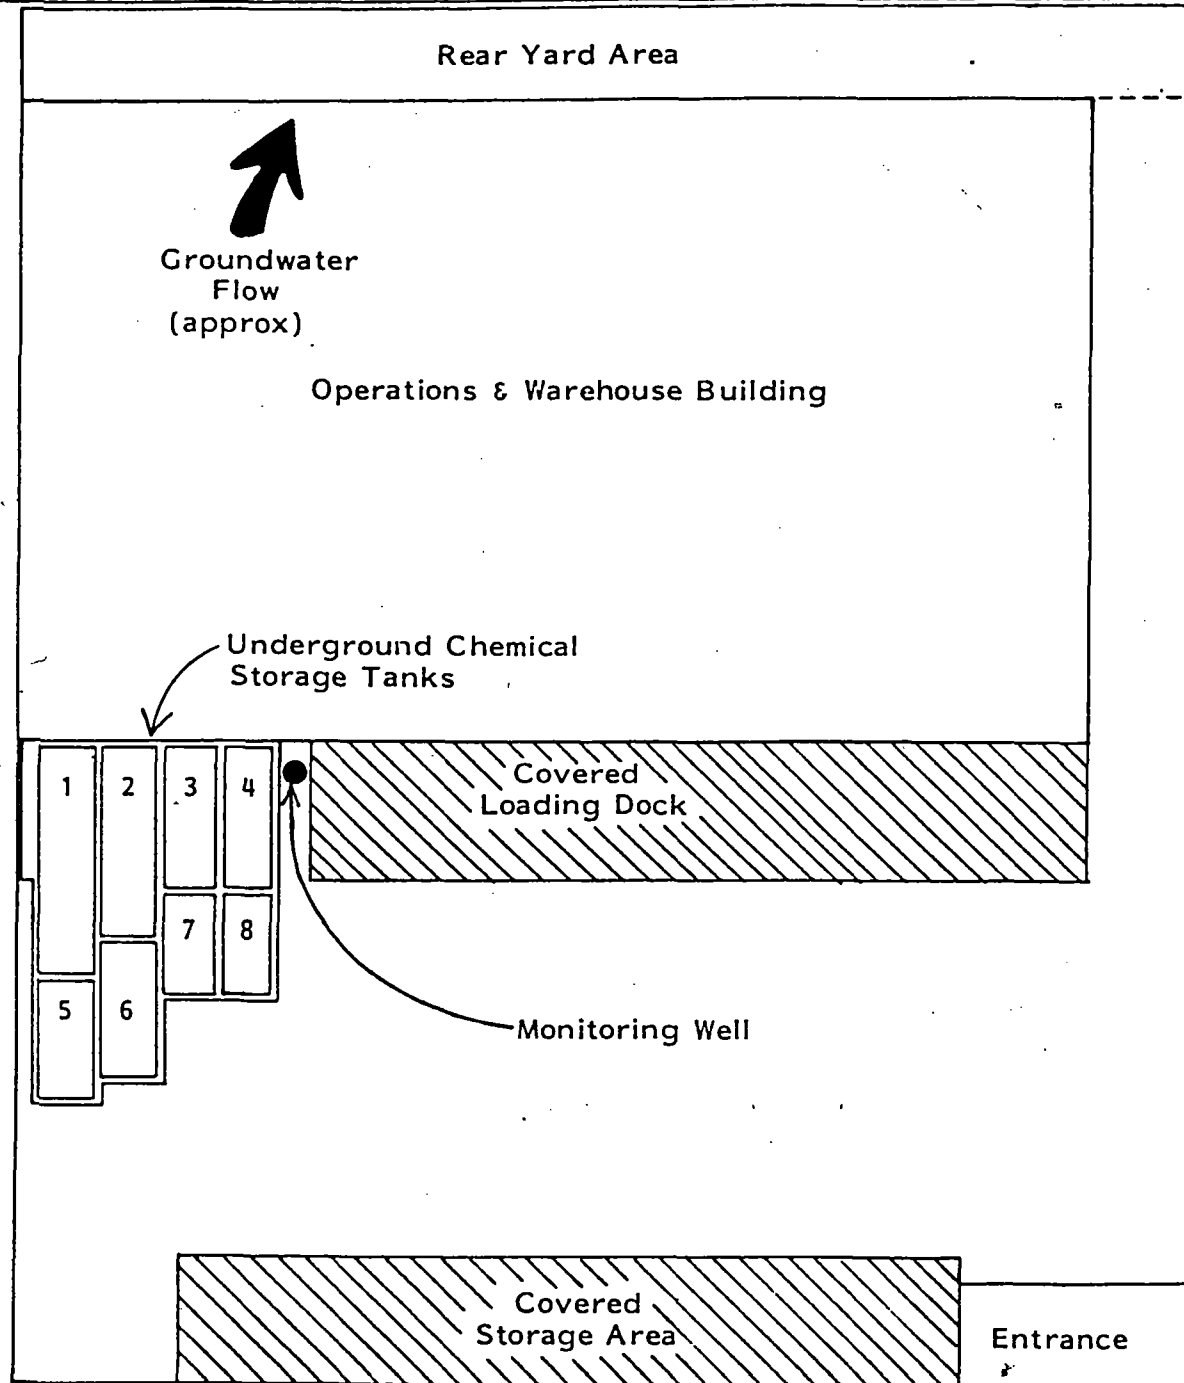 Rear Yard Area
Groundwater
Flow
(approx)
Operations & Warehouse Building
Underground Chemical
Storage Tanks
1
2
3
4
Covered
Loading Dock
7
8
5
6
Monitoring Well
Covered
Storage Area
Entrance